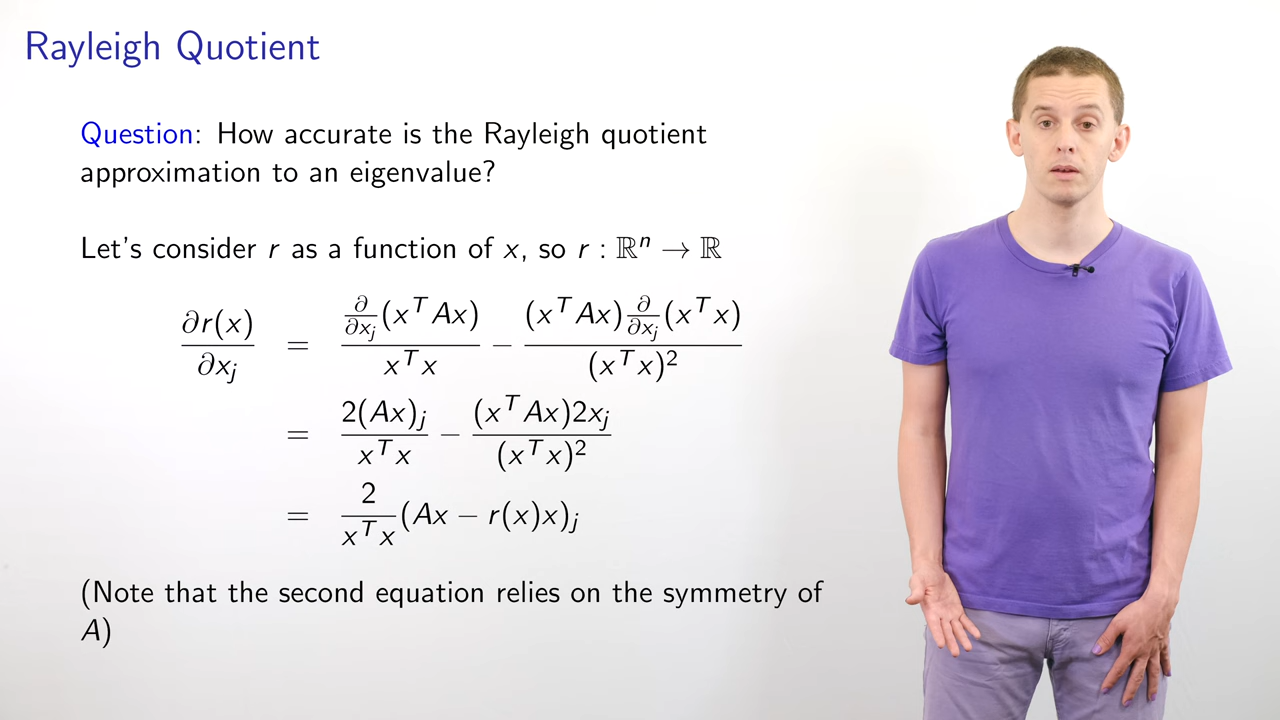 Rayleigh Quotient
Question: How accurate is the Rayleigh quotient
approximation to an eigenvalue?
Let's consider r as a function of x, so r : ℝⁿ → ℝ
∂r(x)/∂xⱼ = (∂/∂xⱼ(xᵀAx))/(xᵀx) − ((xᵀAx)∂/∂xⱼ(xᵀx))/((xᵀx)²)
= (2(Ax)ⱼ)/(xᵀx) − ((xᵀAx)2xⱼ)/((xᵀx)²)
= 2/(xᵀx) (Ax − r(x)x)ⱼ
(Note that the second equation relies on the symmetry of
A)